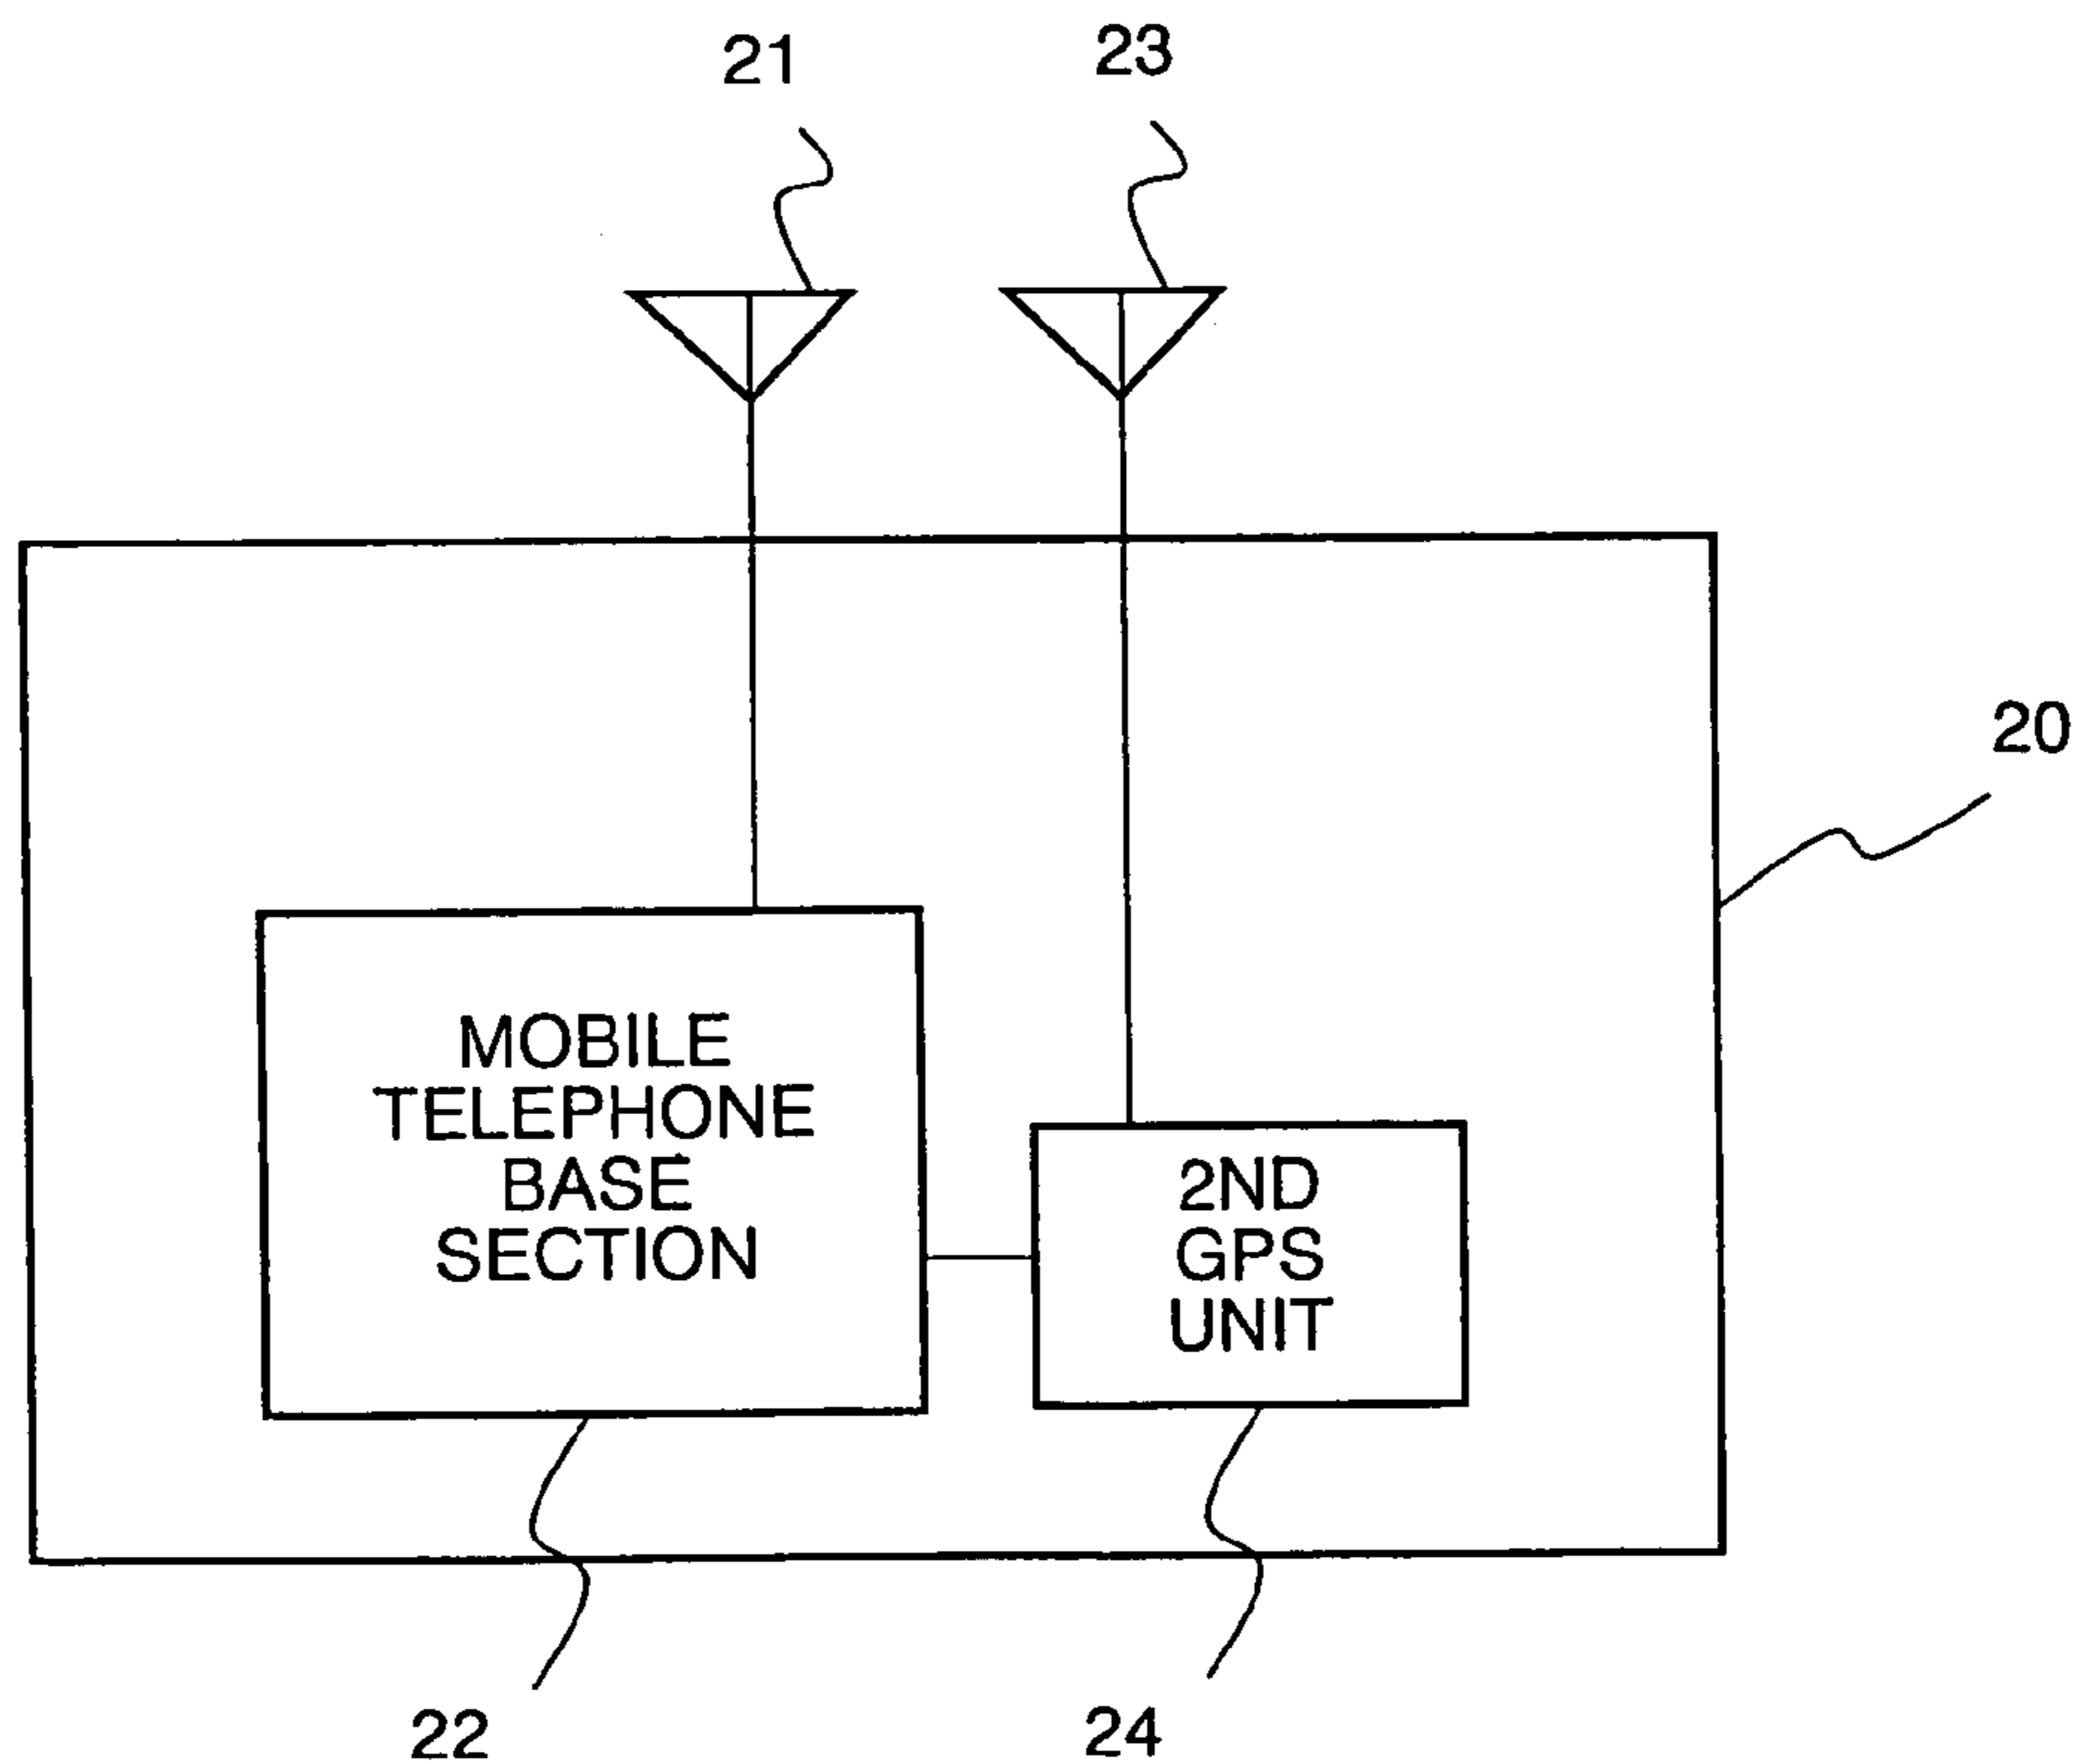 21
23
20
MOBILE
TELEPHONE
BASE
SECTION
2ND
GPS
UNIT
22
24